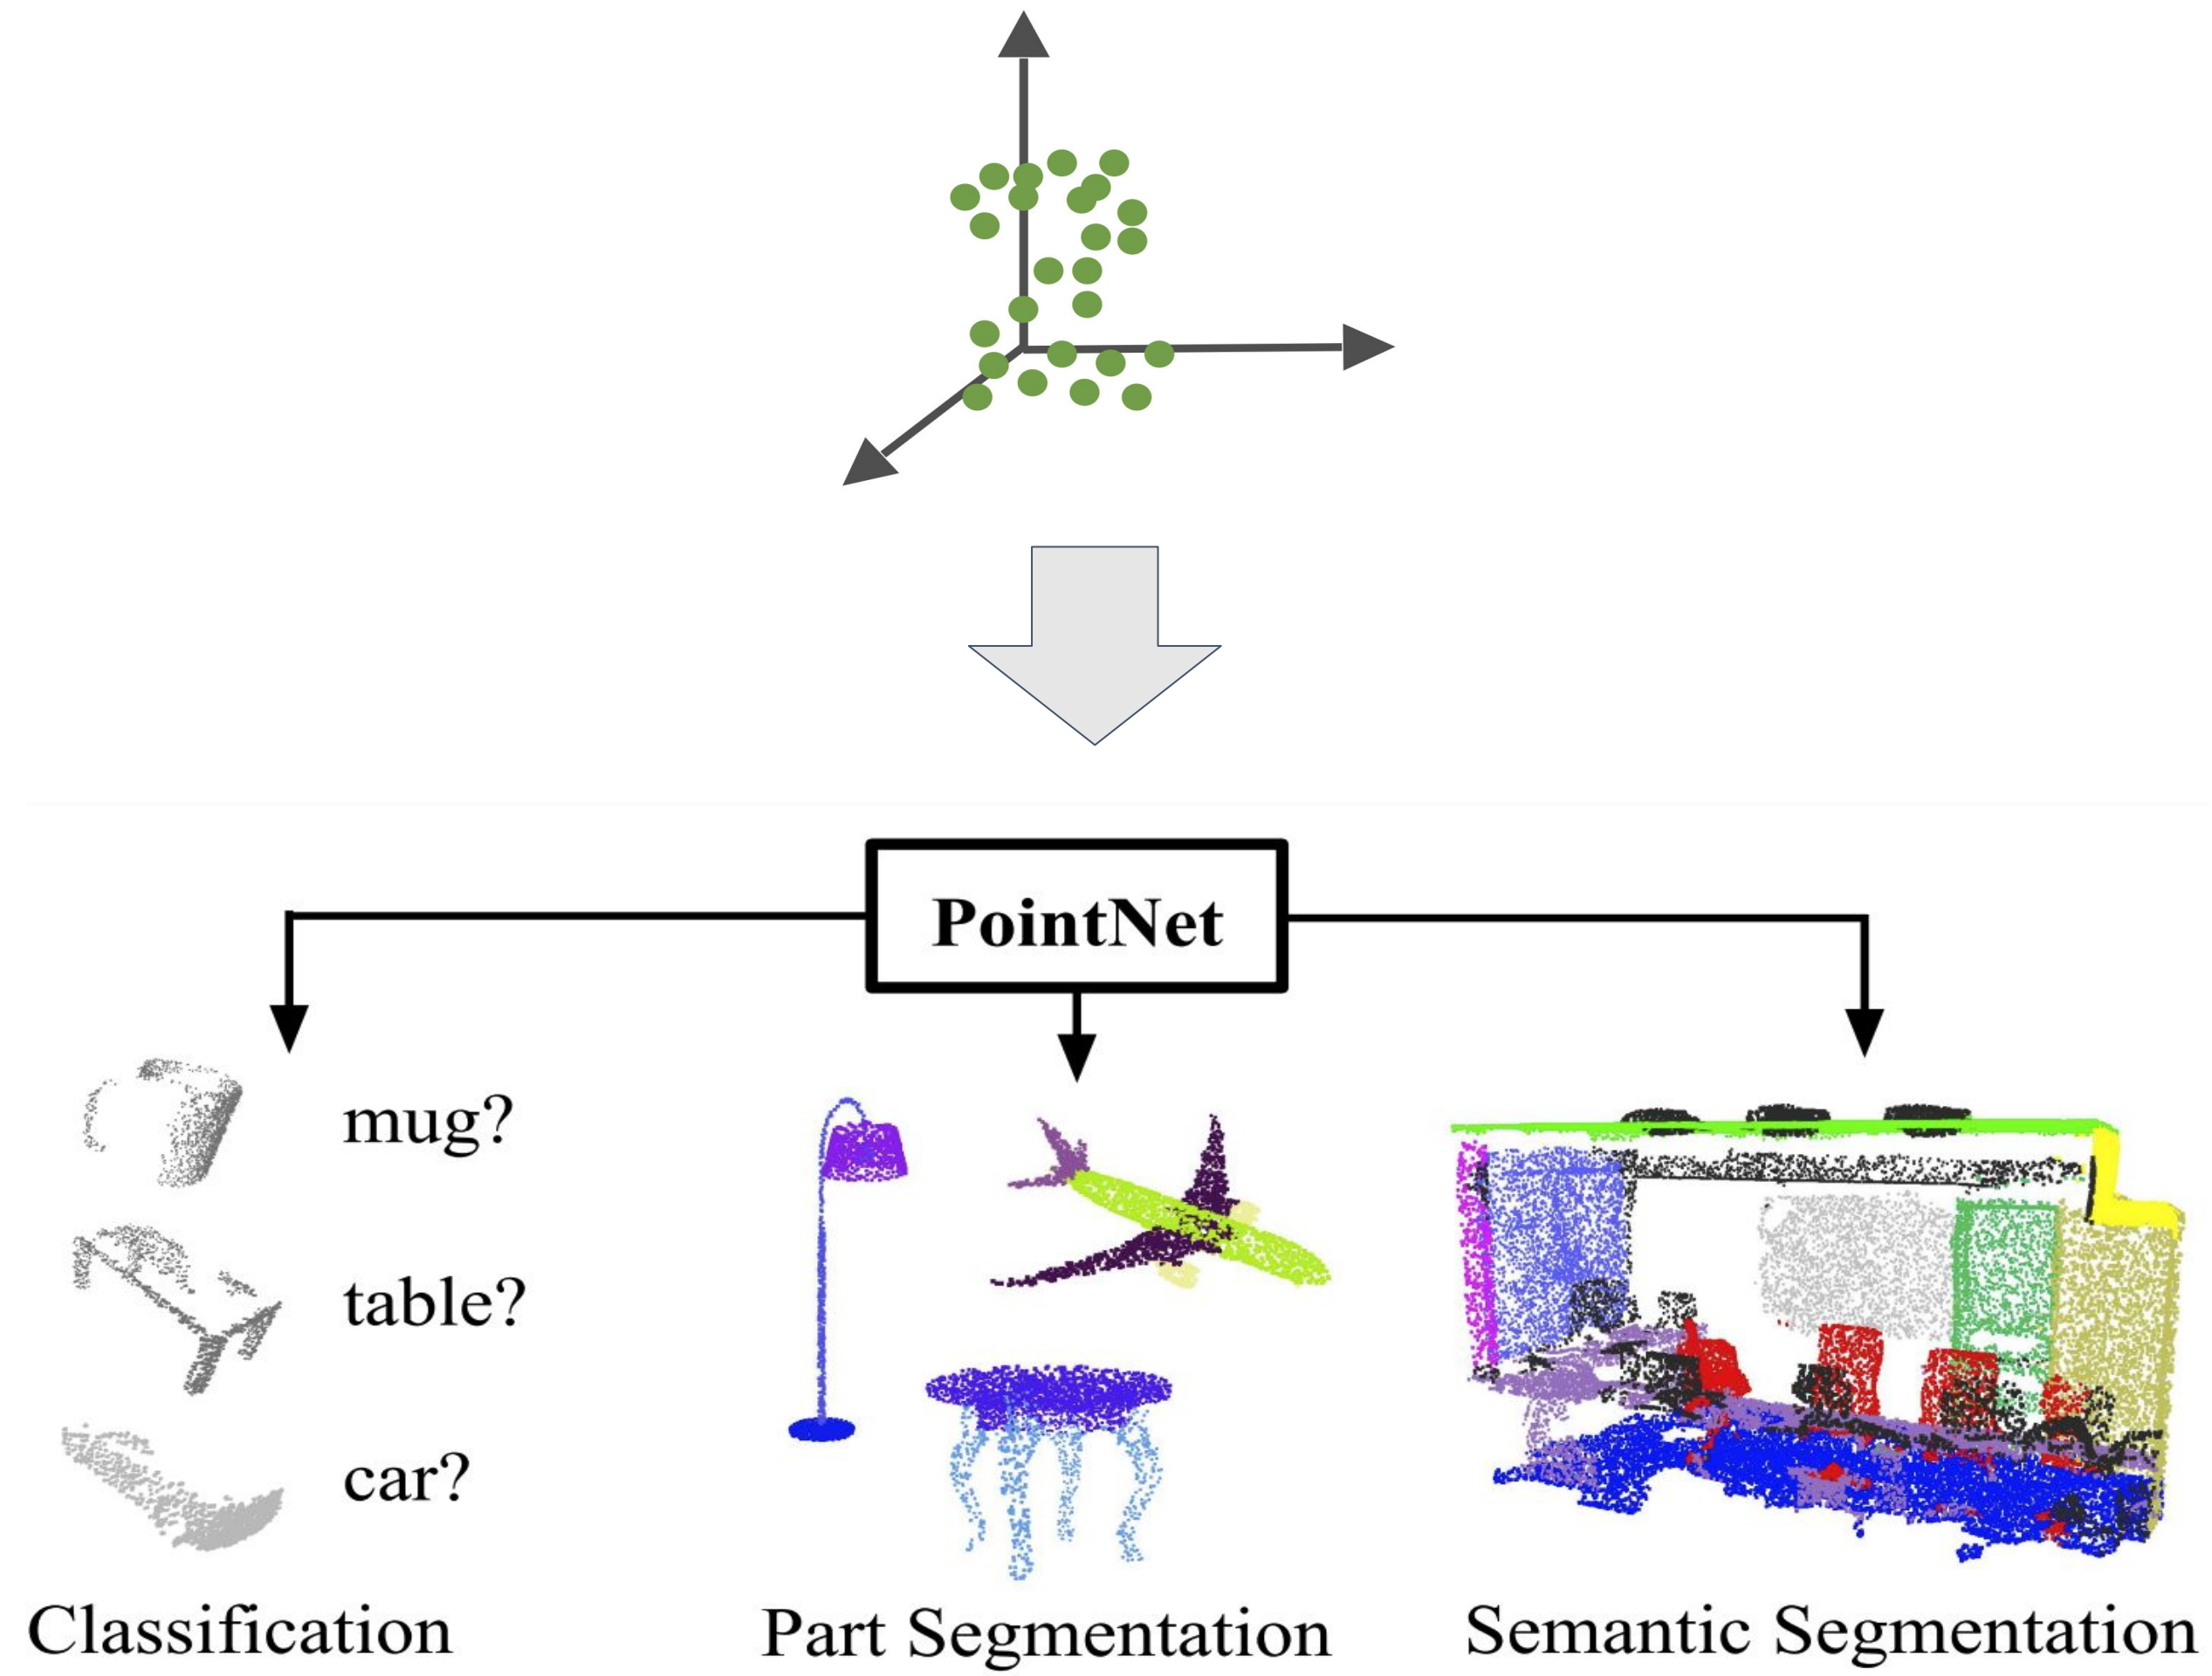 PointNet
mug?
table?
car?
Classification
Part Segmentation
Semantic Segmentation